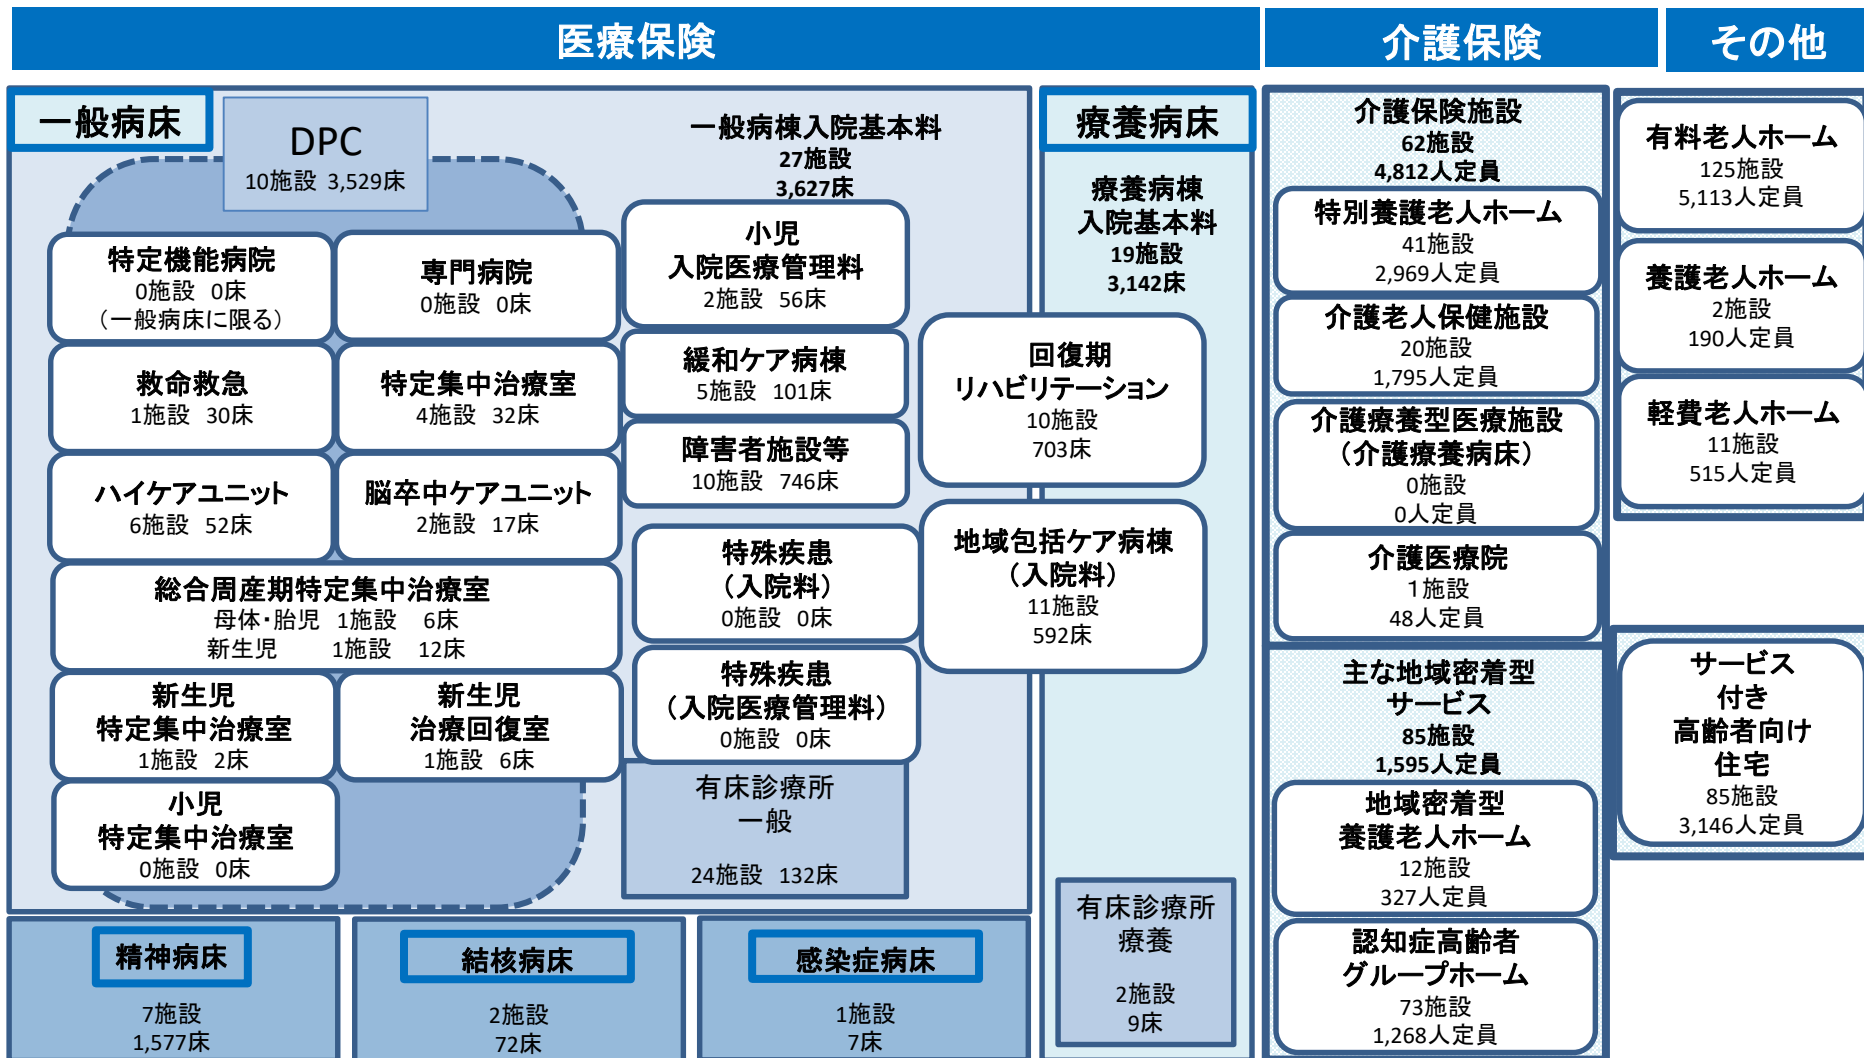 医療保険
介護保険
その他
一般病床
DPC
10施設 3,529床
一般病棟入院基本料
27施設
3,627床
特定機能病院
0施設 0床
（一般病床に限る）
専門病院
0施設 0床
小児
入院医療管理料
2施設 56床
救命救急
1施設 30床
特定集中治療室
4施設 32床
緩和ケア病棟
5施設 101床
障害者施設等
10施設 746床
ハイケアユニット
6施設 52床
脳卒中ケアユニット
2施設 17床
特殊疾患
（入院料）
0施設 0床
総合周産期特定集中治療室
母体・胎児 1施設 6床
新生児 1施設 12床
特殊疾患
（入院医療管理料）
0施設 0床
新生児
特定集中治療室
1施設 2床
新生児
治療回復室
1施設 6床
小児
特定集中治療室
0施設 0床
有床診療所
一般
24施設 132床
精神病床
7施設
1,577床
結核病床
2施設
72床
感染症病床
1施設
7床
療養病床
療養病棟
入院基本料
19施設
3,142床
回復期
リハビリテーション
10施設
703床
地域包括ケア病棟
（入院料）
11施設
592床
有床診療所
療養
2施設
9床
介護保険施設
62施設
4,812人定員
特別養護老人ホーム
41施設
2,969人定員
介護老人保健施設
20施設
1,795人定員
介護療養型医療施設
（介護療養病床）
0施設
0人定員
介護医療院
1施設
48人定員
主な地域密着型
サービス
85施設
1,595人定員
地域密着型
養護老人ホーム
12施設
327人定員
認知症高齢者
グループホーム
73施設
1,268人定員
有料老人ホーム
125施設
5,113人定員
養護老人ホーム
2施設
190人定員
軽費老人ホーム
11施設
515人定員
サービス
付き
高齢者向け
住宅
85施設
3,146人定員